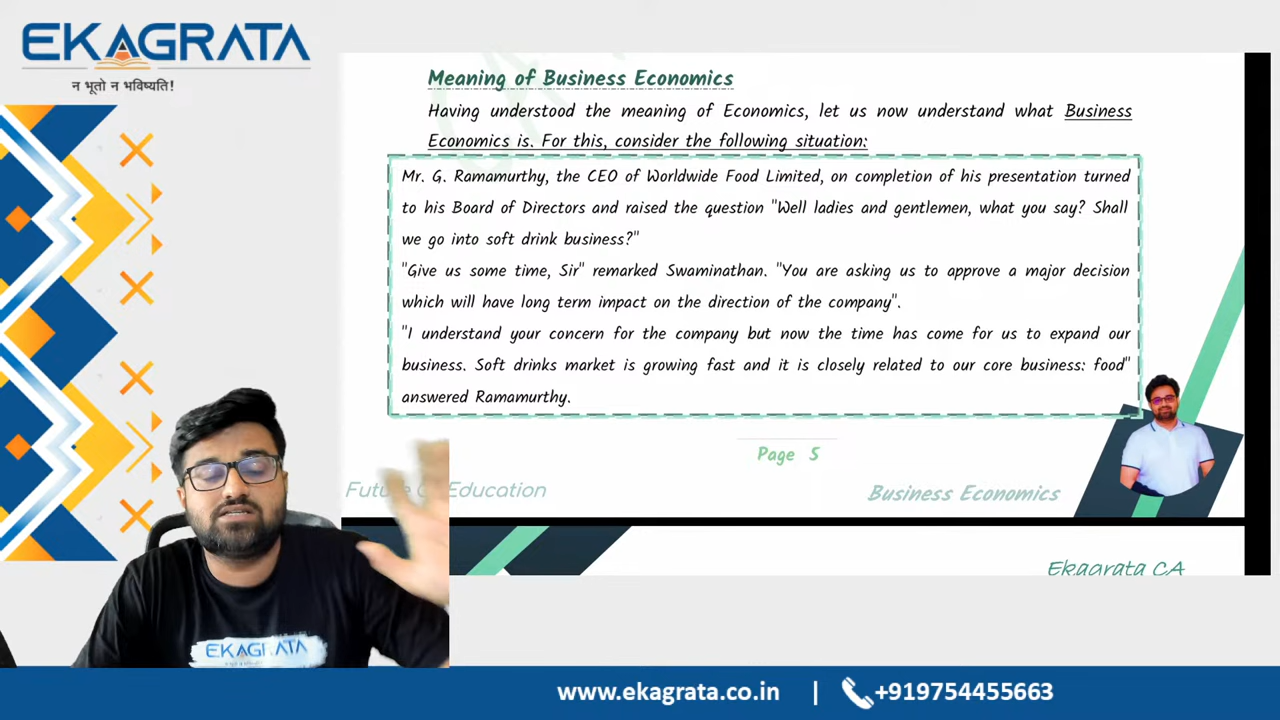 EKAGRATA
न भूतो न भविष्यति!
Meaning of Business Economics
Having understood the meaning of Economics, let us now understand what Business
Economics is. For this, consider the following situation:
Mr. G. Ramamurthy, the CEO of Worldwide Food Limited, on completion of his presentation turned
to his Board of Directors and raised the question "Well ladies and gentlemen, what you say? Shall
we go into soft drink business?"
"Give us some time, Sir" remarked Swaminathan. "You are asking us to approve a major decision
which will have long term impact on the direction of the company".
"I understand your concern for the company but now the time has come for us to expand our
business. Soft drinks market is growing fast and it is closely related to our core business: food"
answered Ramamurthy.
Page 5
Future Of Education
Business Economics
Ekagrata CA
EKAGRATA
www.ekagrata.co.in | +919754455663